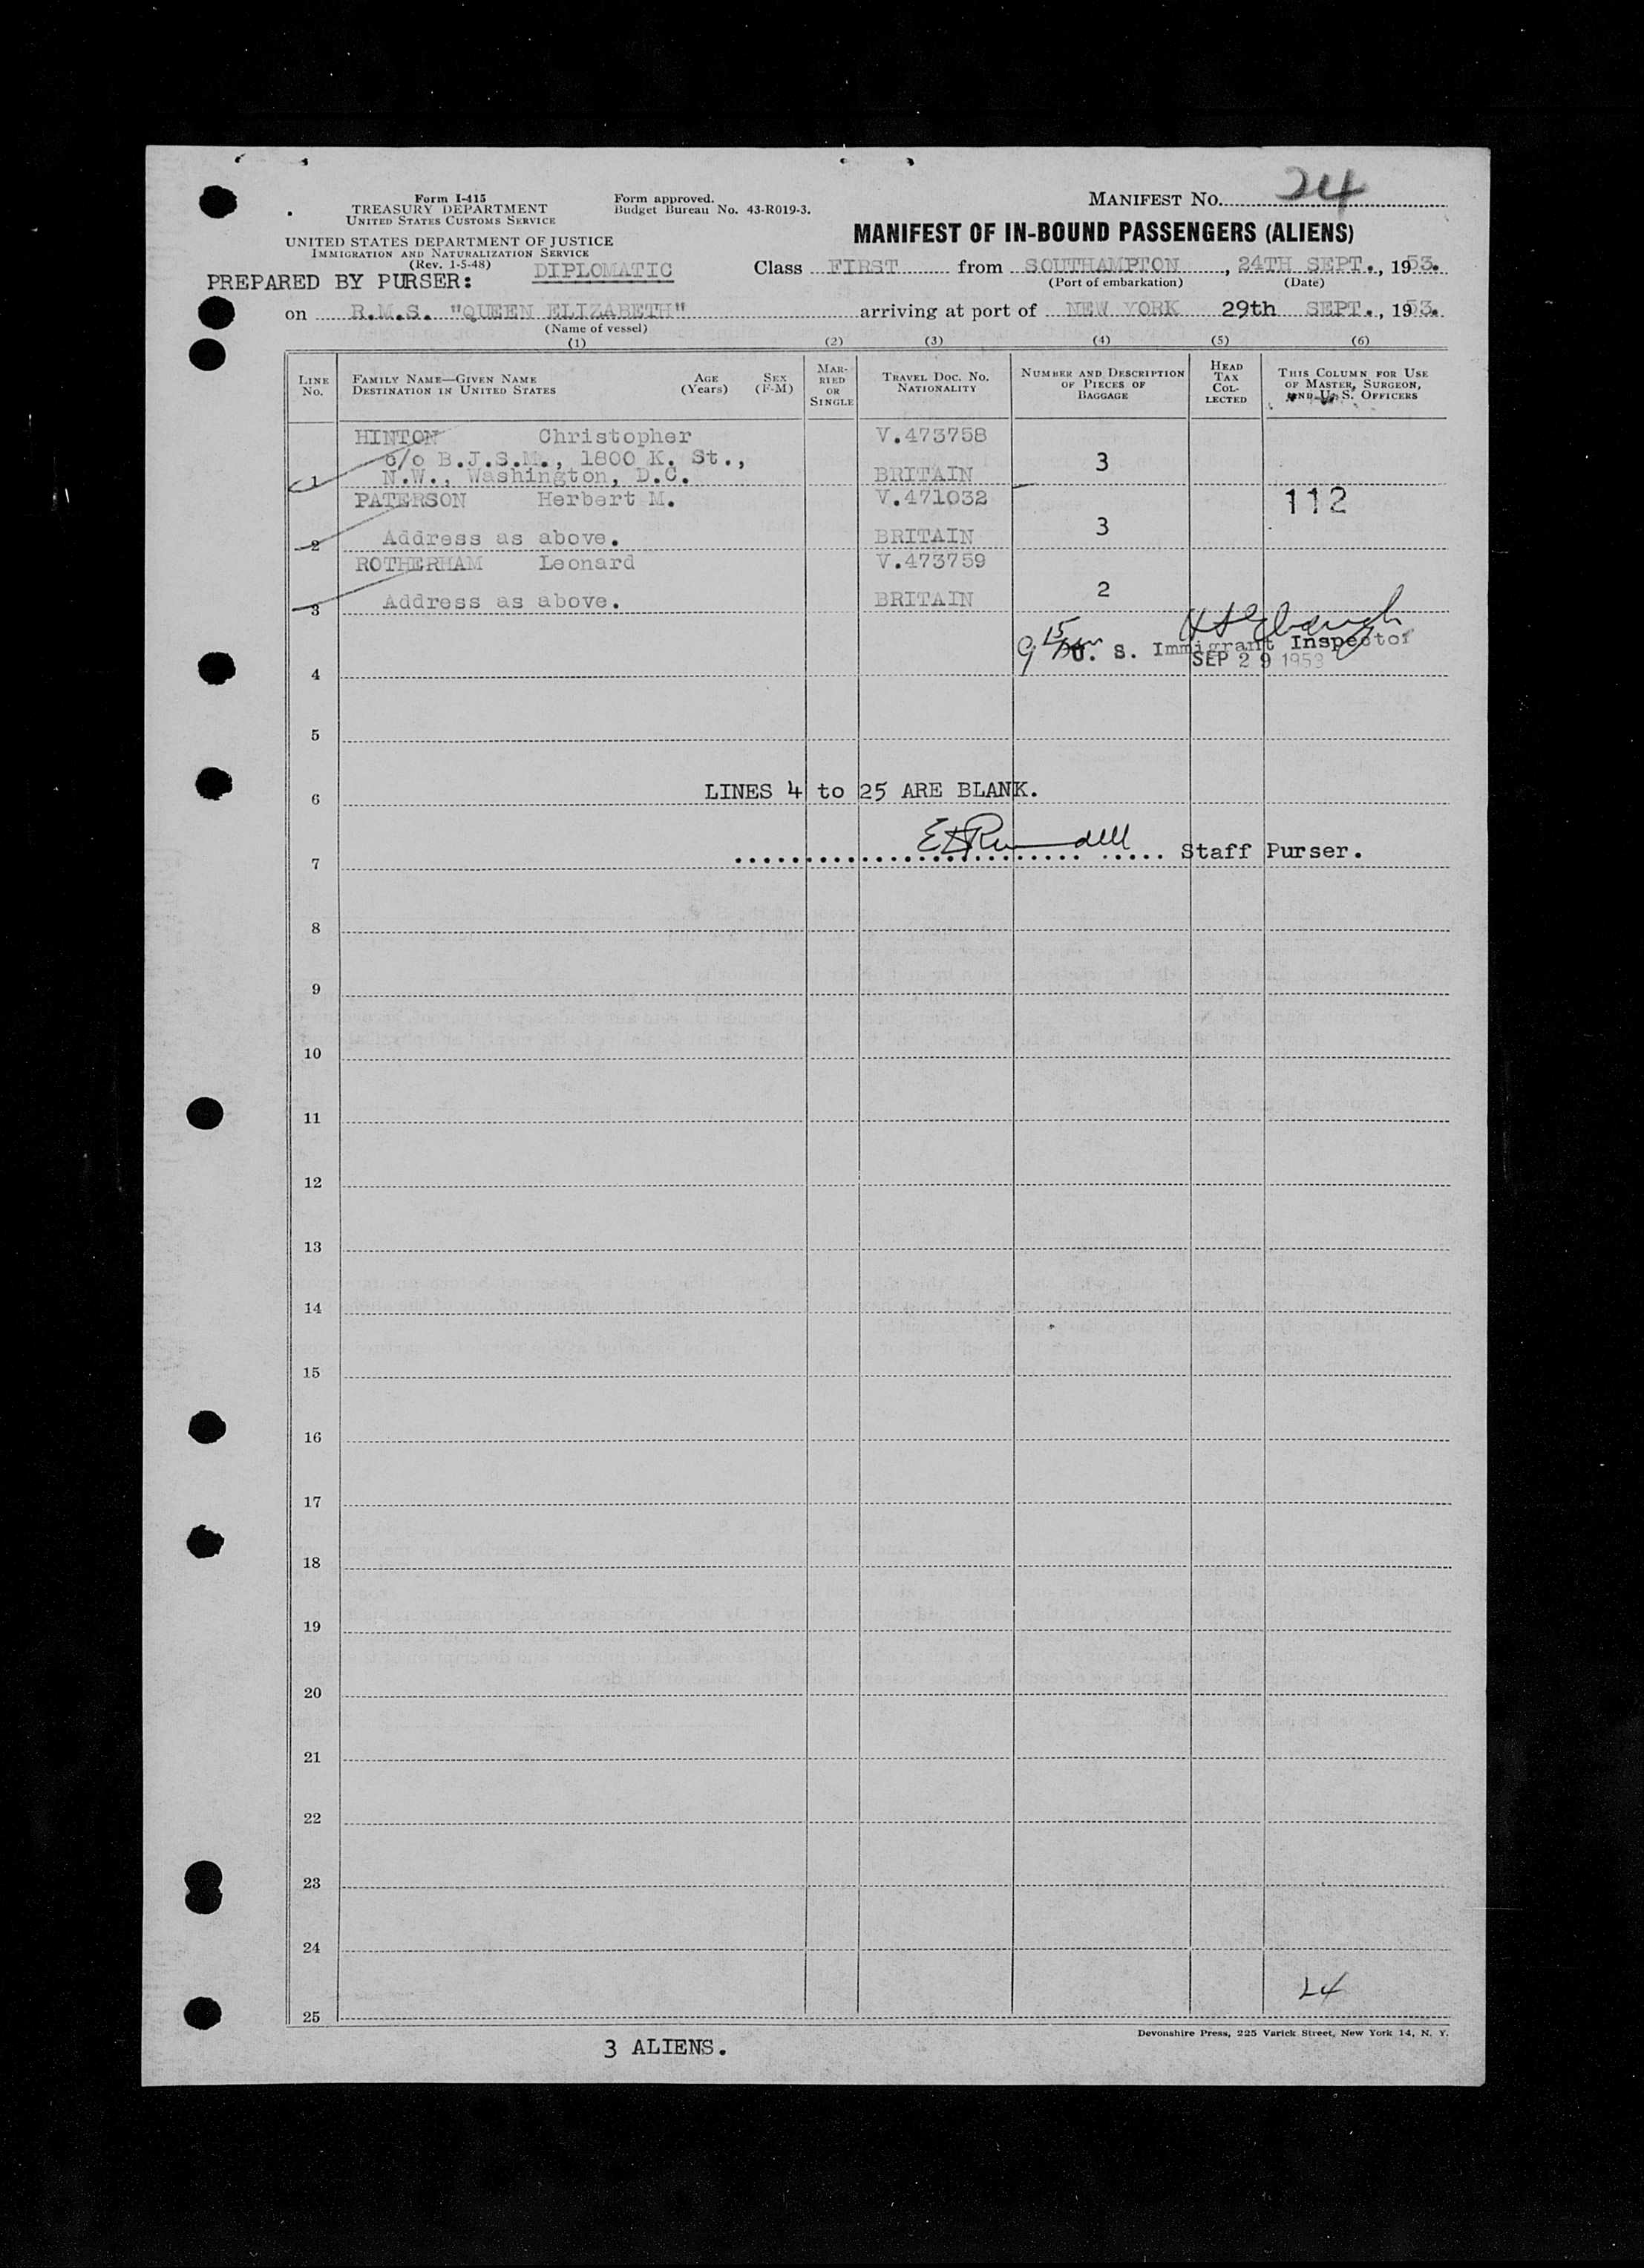 Form I-415
TREASURY DEPARTMENT
UNITED STATES CUSTOMS SERVICE
Form approved.
Budget Bureau No. 43-R019-3.
MANIFEST NO. 24
UNITED STATES DEPARTMENT OF JUSTICE
IMMIGRATION AND NATURALIZATION SERVICE
(Rev. 1-5-48)
MANIFEST OF IN-BOUND PASSENGERS (ALIENS)
PREPARED BY PURSER: DIPLOMATIC
Class FIRST from SOUTHAMPTON, 24TH SEPT., 1953.
(Port of embarkation) (Date)
on R.M.S. "QUEEN ELIZABETH" arriving at port of NEW YORK 29th SEPT., 1953.
(Name of vessel)
(1) (2) (3) (4) (5) (6)
LINE NO.
FAMILY NAME—GIVEN NAME
DESTINATION IN UNITED STATES
AGE (Years)
SEX (F-M)
MARRIED OR SINGLE
TRAVEL DOC. NO.
NATIONALITY
NUMBER AND DESCRIPTION OF PIECES OF BAGGAGE
HEAD TAX COLLECTED
THIS COLUMN FOR USE OF MASTER, SURGEON, AND U. S. OFFICERS
HINTON Christopher V.473758
c/o B.J.S.M., 1800 K. St., 3
1 N.W., Washington, D.C. BRITAIN
PATERSON Herbert M. V.471032 112
2 Address as above. BRITAIN 3
ROTHERHAM Leonard V.473759
3 Address as above. BRITAIN 2
U. S. Immigrant Inspector
SEP 29 1953
4
5
6 LINES 4 to 25 ARE BLANK.
7 Staff Purser.
8
9
10
11
12
13
14
15
16
17
18
19
20
21
22
23
24
24
25
Devonshire Press, 225 Varick Street, New York 14, N. Y.
3 ALIENS.